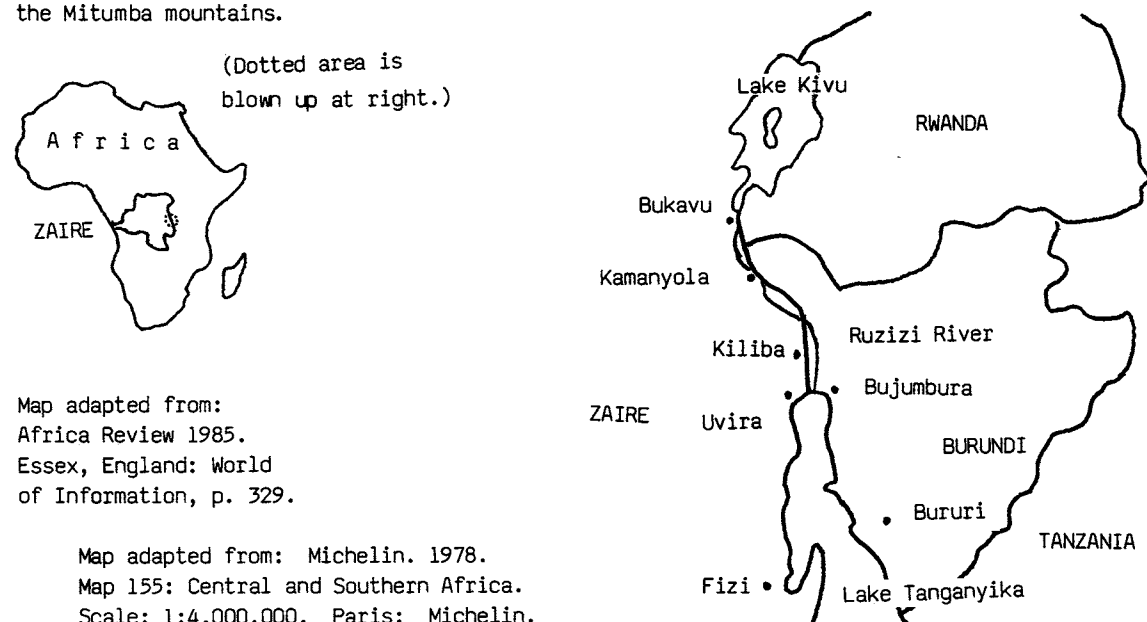 the Mitumba mountains.
(Dotted area is
blown up at right.)
Africa
ZAIRE
Map adapted from:
Africa Review 1985.
Essex, England: World
of Information, p. 329.
Map adapted from: Michelin. 1978.
Map 155: Central and Southern Africa.
Scale: 1:4,000,000. Paris: Michelin.
Lake Kivu
RWANDA
Bukavu
Kamanyola
Ruzizi River
Kiliba
Bujumbura
ZAIRE
Uvira
BURUNDI
Bururi
TANZANIA
Fizi
Lake Tanganyika